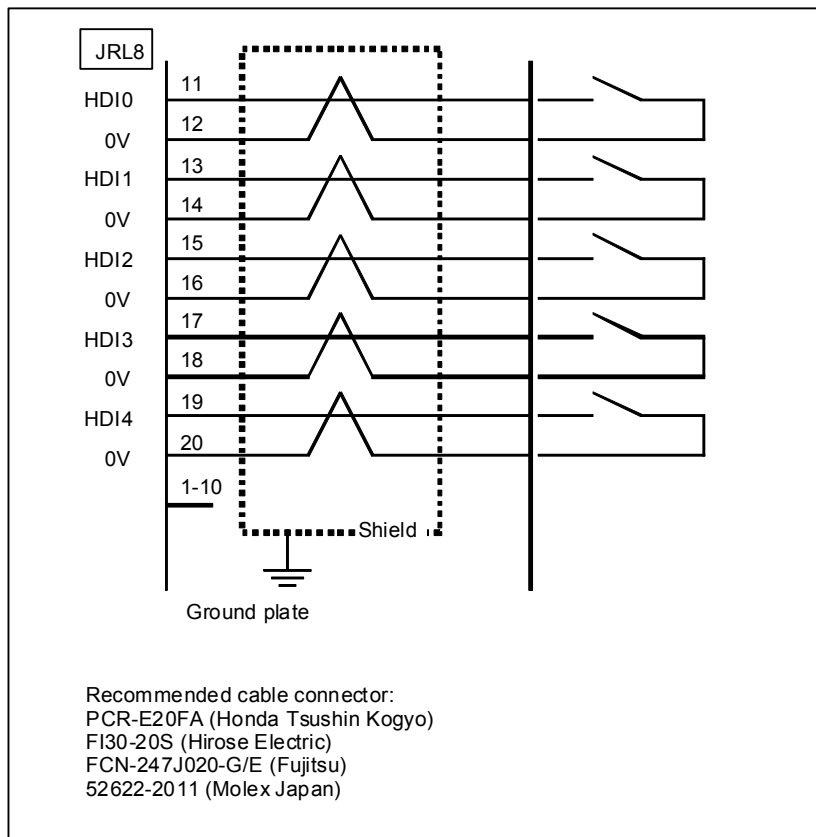 JRL8
11
HDI0
12
0V
13
HDI1
14
0V
15
HDI2
16
0V
17
HDI3
18
0V
19
HDI4
20
0V
1-10
Shield
Ground plate
Recommended cable connector:
PCR-E20FA (Honda Tsushin Kogyo)
FI30-20S (Hirose Electric)
FCN-247J020-G/E (Fujitsu)
52622-2011 (Molex Japan)